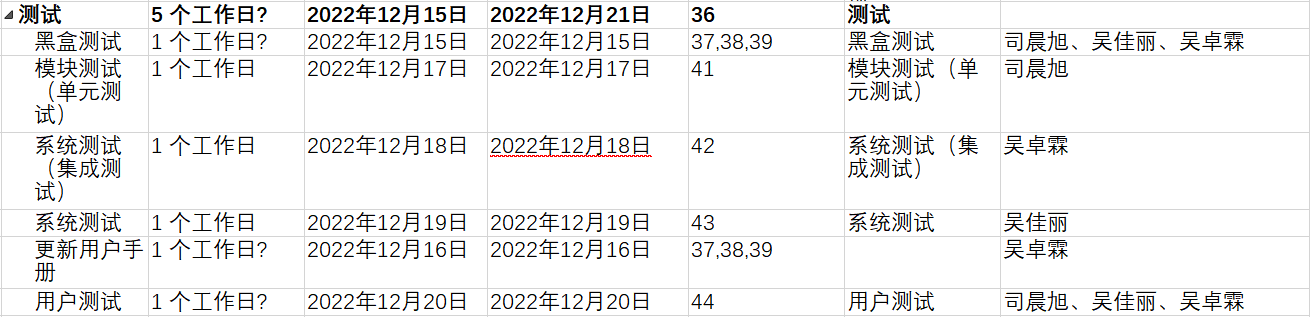 测试 5 个工作日? 2022年12月15日 2022年12月21日 36 测试
黑盒测试 1 个工作日? 2022年12月15日 2022年12月15日 37,38,39 黑盒测试 司晨旭、吴佳丽、吴卓霖
模块测试 1 个工作日 2022年12月17日 2022年12月17日 41 模块测试（单 司晨旭
（单元测 元测试）
试）
系统测试 1 个工作日 2022年12月18日 2022年12月18日 42 系统测试（集 吴卓霖
（集成测 成测试）
试）
系统测试 1 个工作日 2022年12月19日 2022年12月19日 43 系统测试 吴佳丽
更新用户手 1 个工作日? 2022年12月16日 2022年12月16日 37,38,39 吴卓霖
册
用户测试 1 个工作日? 2022年12月20日 2022年12月20日 44 用户测试 司晨旭、吴佳丽、吴卓霖